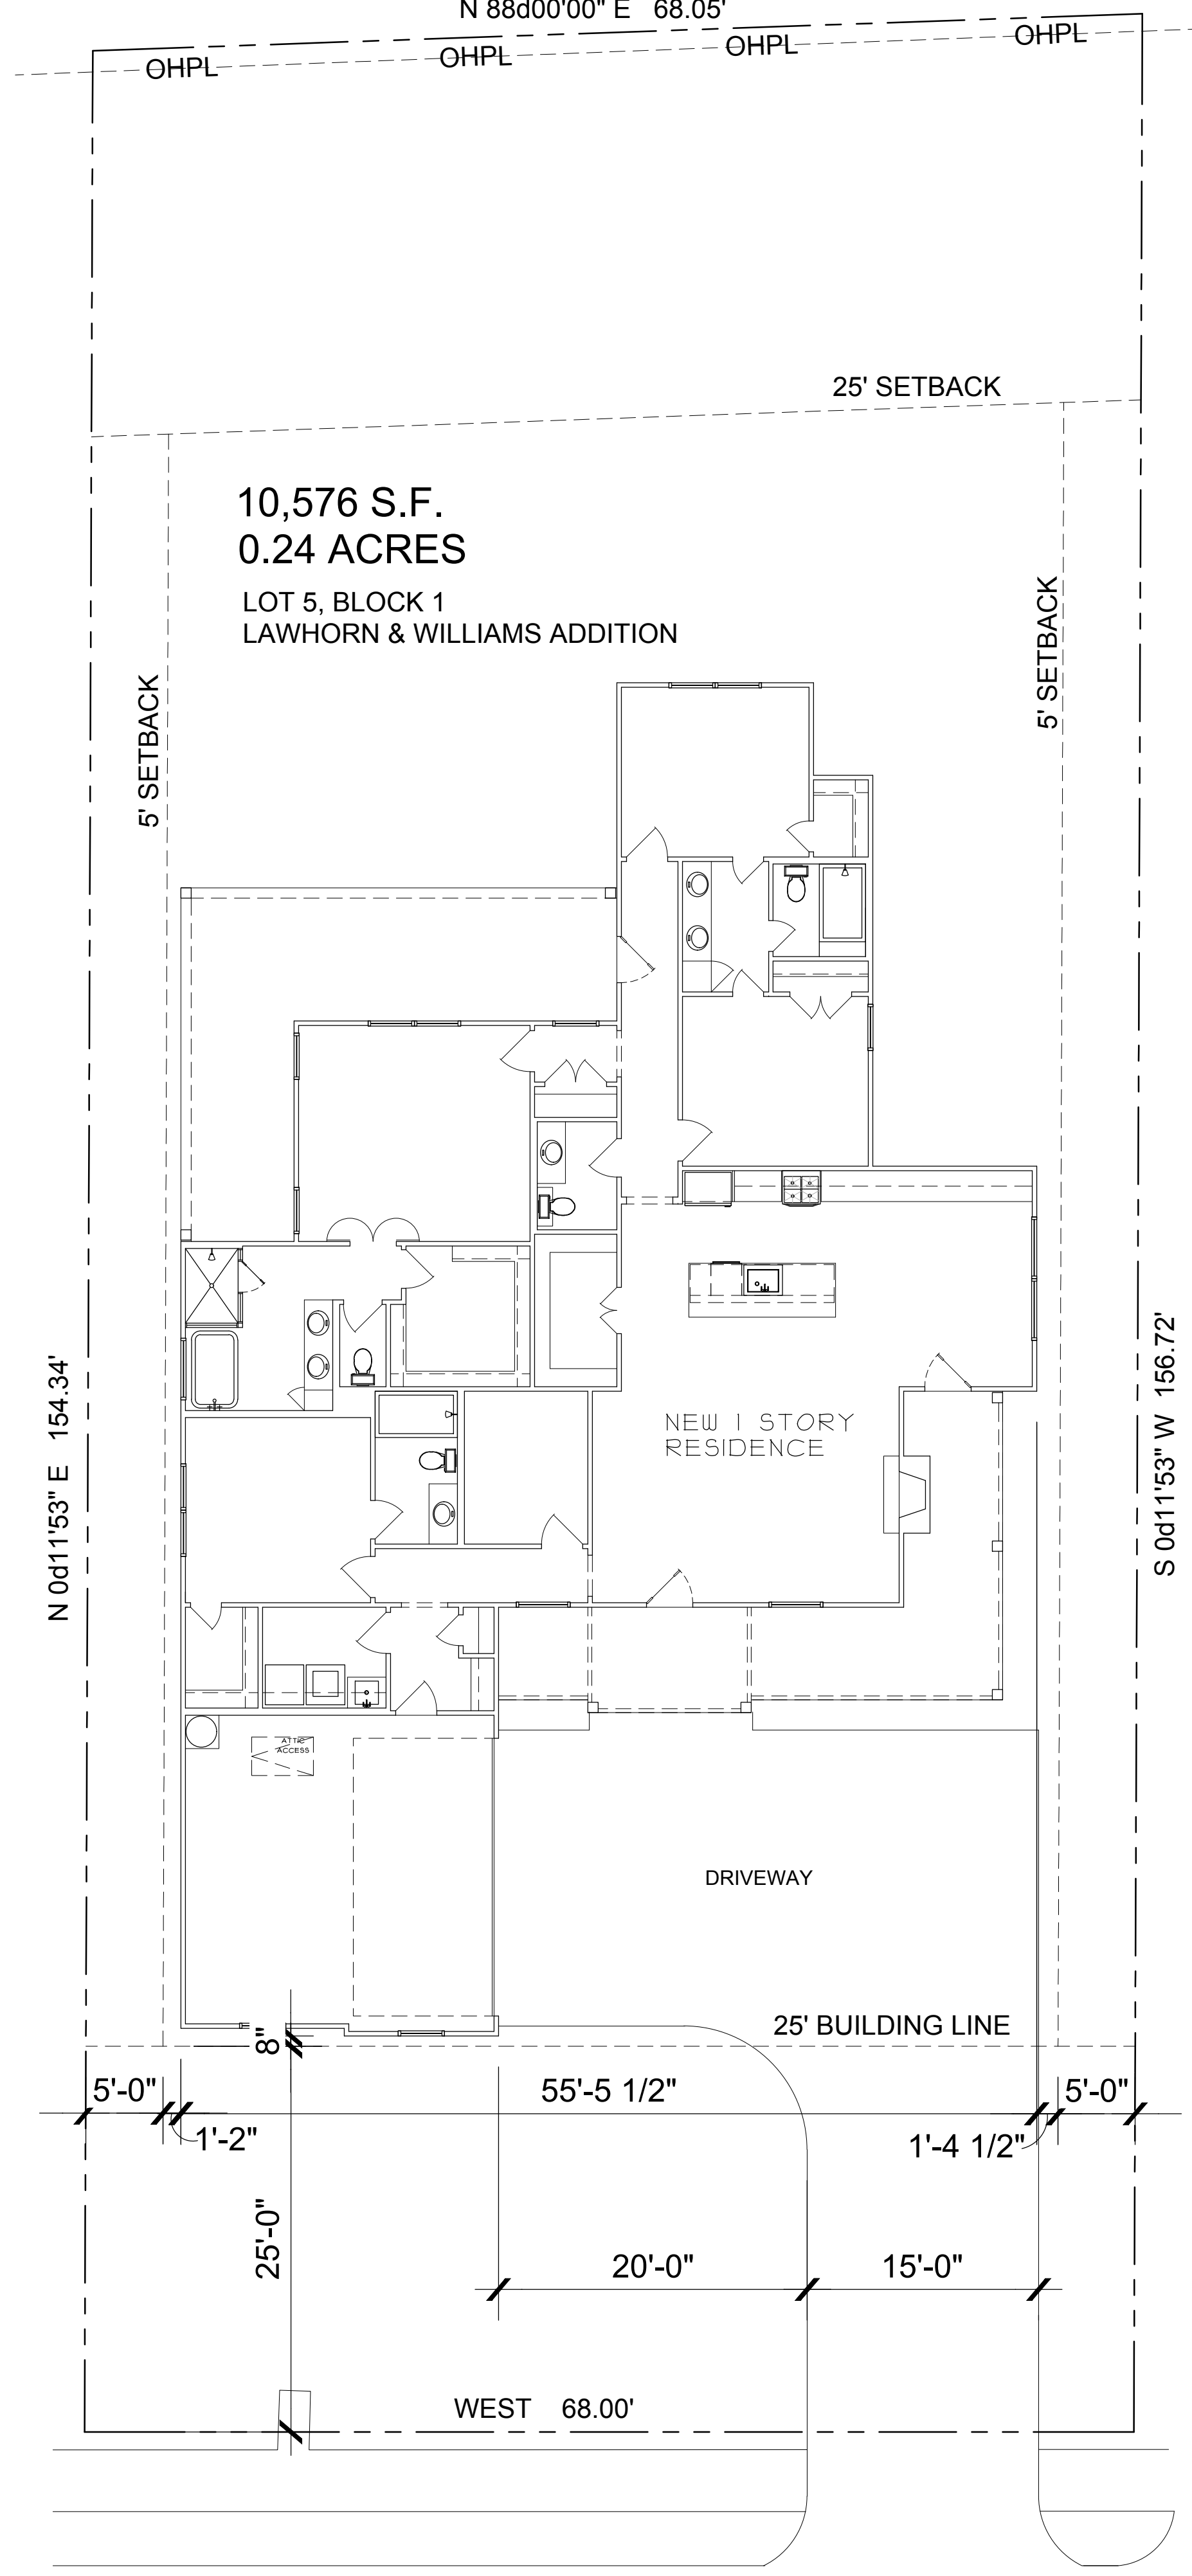 N 88d00'00" E 68.05'
OHPL
OHPL
OHPL
OHPL
25' SETBACK
10,576 S.F.
0.24 ACRES
LOT 5, BLOCK 1
LAWHORN & WILLIAMS ADDITION
5' SETBACK
5' SETBACK
N 0d11'53" E 154.34'
S 0d11'53" W 156.72'
NEW 1 STORY
RESIDENCE
ATTIC
ACCESS
DRIVEWAY
25' BUILDING LINE
8"
5'-0"
55'-5 1/2"
5'-0"
1'-2"
1'-4 1/2"
25'-0"
20'-0"
15'-0"
WEST 68.00'